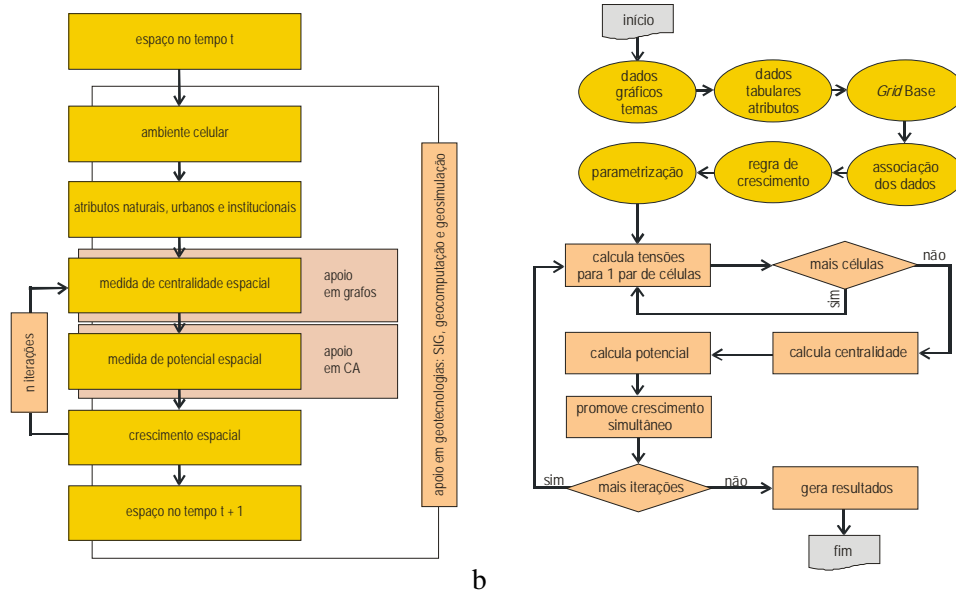 espaço no tempo t
ambiente celular
atributos naturais, urbanos e institucionais
medida de centralidade espacial
apoio
em grafos
medida de potencial espacial
apoio
em CA
n iterações
crescimento espacial
espaço no tempo t + 1
apoio em geotecnologias: SIG, geocomputação e geosimulação
início
dados
gráficos
temas
dados
tabulares
atributos
Grid Base
parametrização
regra de
crescimento
associação
dos dados
calcula tensões
para 1 par de células
mais células
não
sim
calcula potencial
calcula centralidade
promove crescimento
simultâneo
sim
mais iterações
não
gera resultados
fim
b